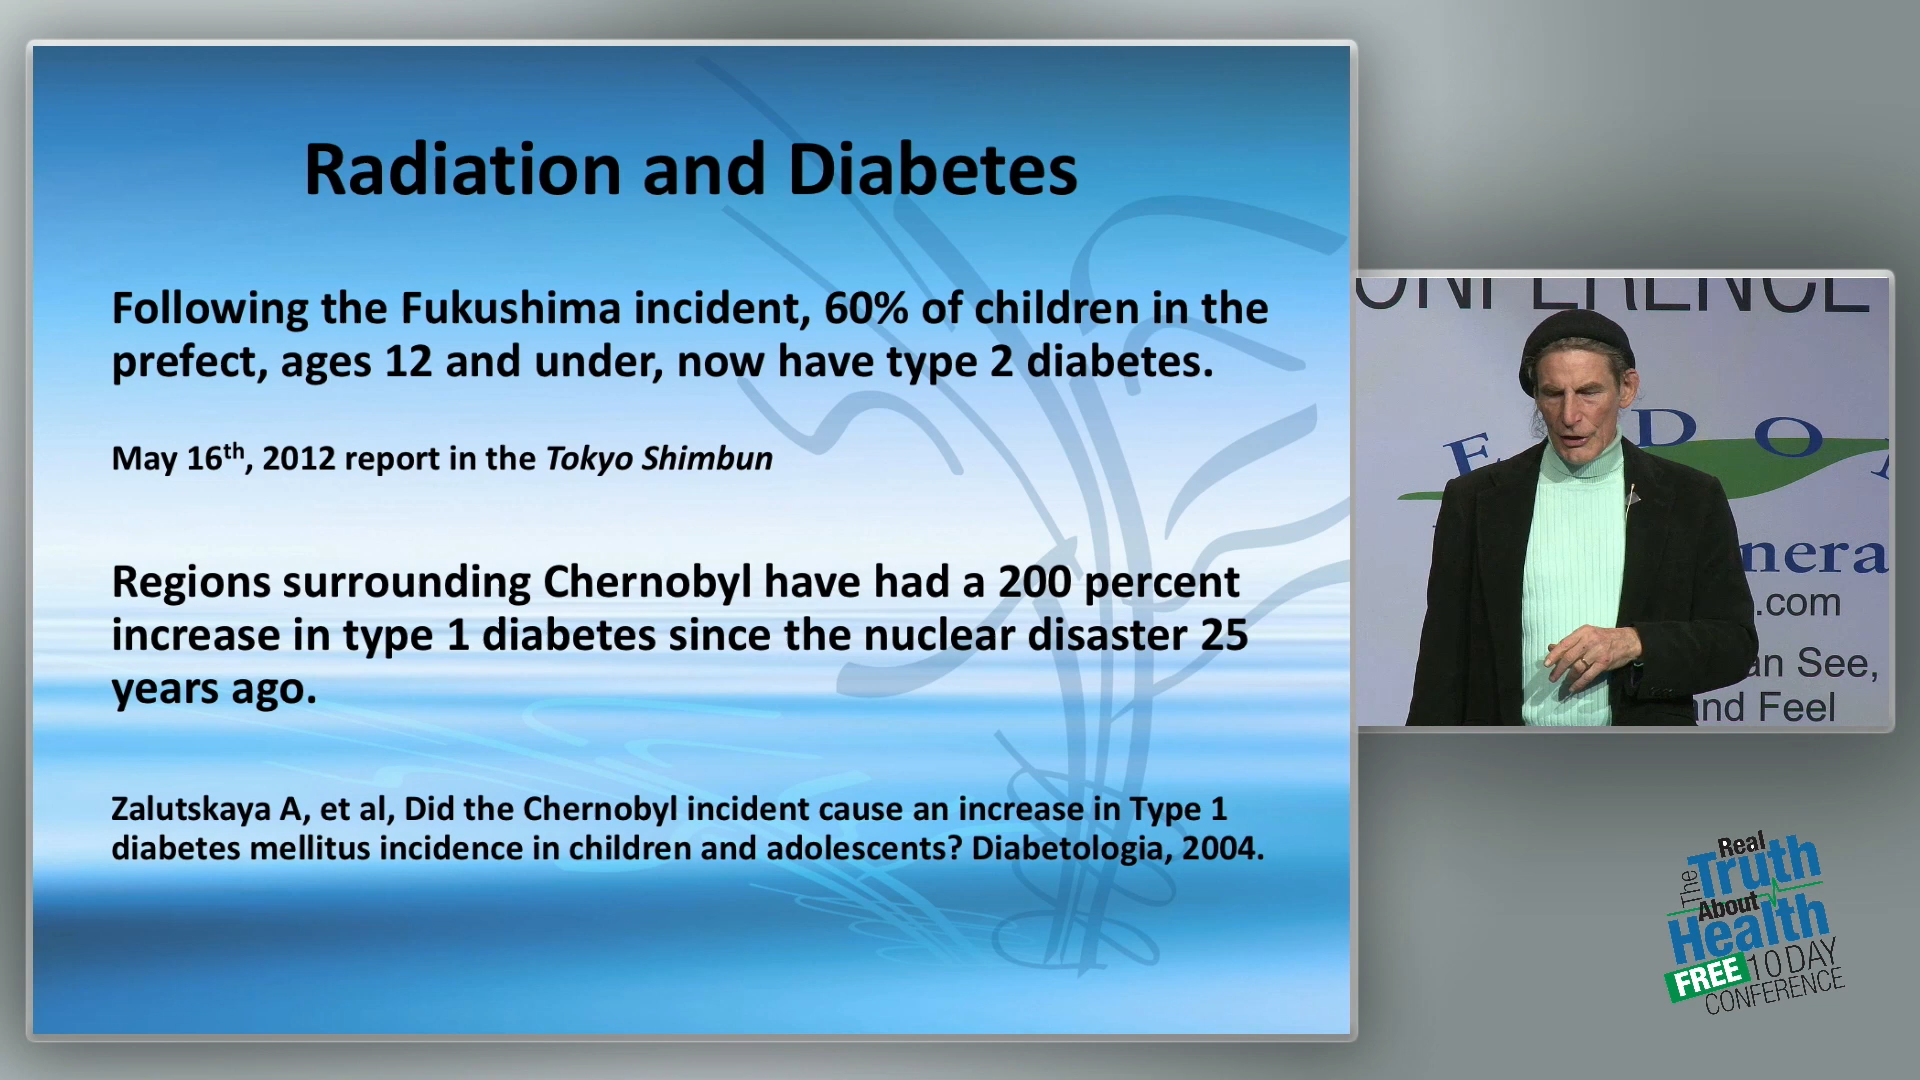 Radiation and Diabetes
Following the Fukushima incident, 60% of children in the
prefect, ages 12 and under, now have type 2 diabetes.
May 16th, 2012 report in the Tokyo Shimbun
Regions surrounding Chernobyl have had a 200 percent
increase in type 1 diabetes since the nuclear disaster 25
years ago.
Zalutskaya A, et al, Did the Chernobyl incident cause an increase in Type 1
diabetes mellitus incidence in children and adolescents? Diabetologia, 2004.
ONFERENCE
E DO
nera
.com
an See,
nd Feel
The Real
Truth
About
Health
FREE 10 DAY
CONFERENCE